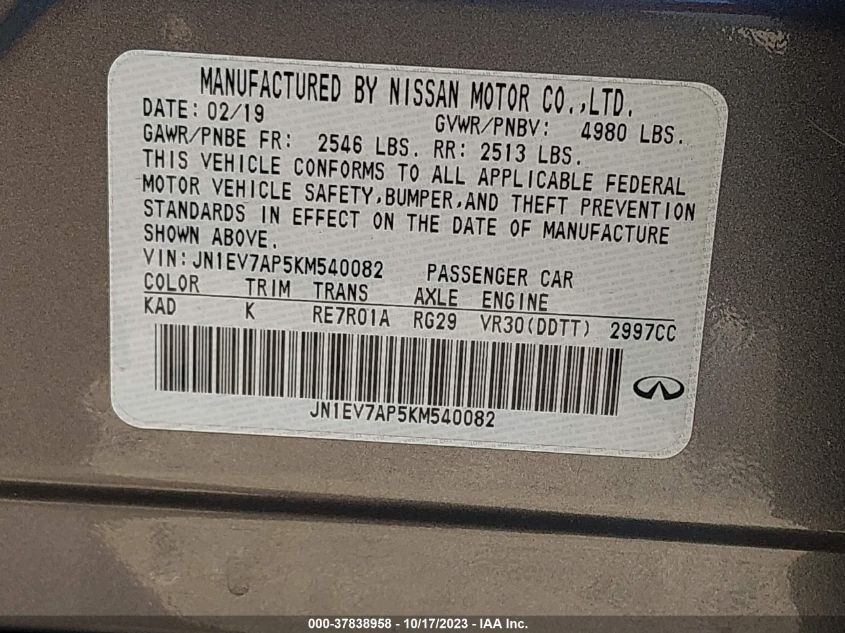 MANUFACTURED BY NISSAN MOTOR CO.,LTD.
DATE: 02/19 GVWR/PNBV: 4980 LBS.
GAWR/PNBE FR: 2546 LBS. RR: 2513 LBS.
THIS VEHICLE CONFORMS TO ALL APPLICABLE FEDERAL
MOTOR VEHICLE SAFETY,BUMPER,AND THEFT PREVENTION
STANDARDS IN EFFECT ON THE DATE OF MANUFACTURE
SHOWN ABOVE.
VIN:JN1EV7AP5KM540082 PASSENGER CAR
COLOR TRIM TRANS AXLE ENGINE
KAD K RE7R01A RG29 VR30(DDTT) 2997CC
JN1EV7AP5KM540082
000-37838958 - 10/17/2023 - IAA Inc.